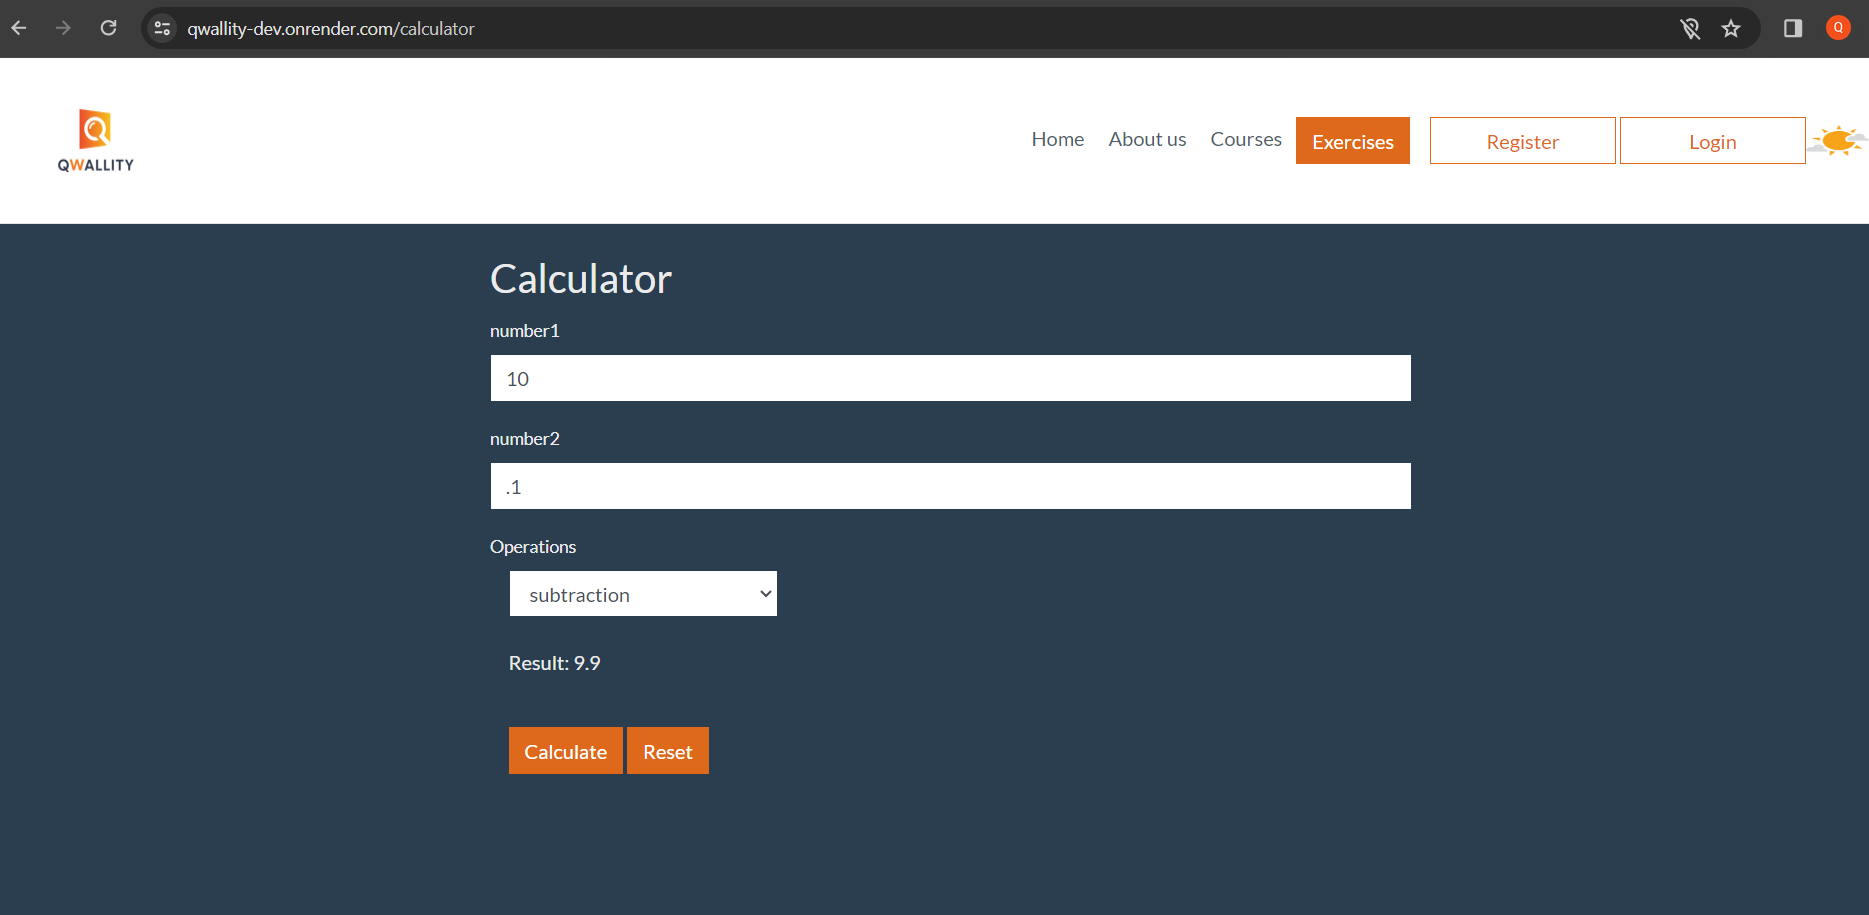 qwallity-dev.onrender.com/calculator
Q
QWALLITY
Home About us Courses Exercises Register Login
Calculator
number1
10
number2
.1
Operations
subtraction
Result: 9.9
Calculate Reset